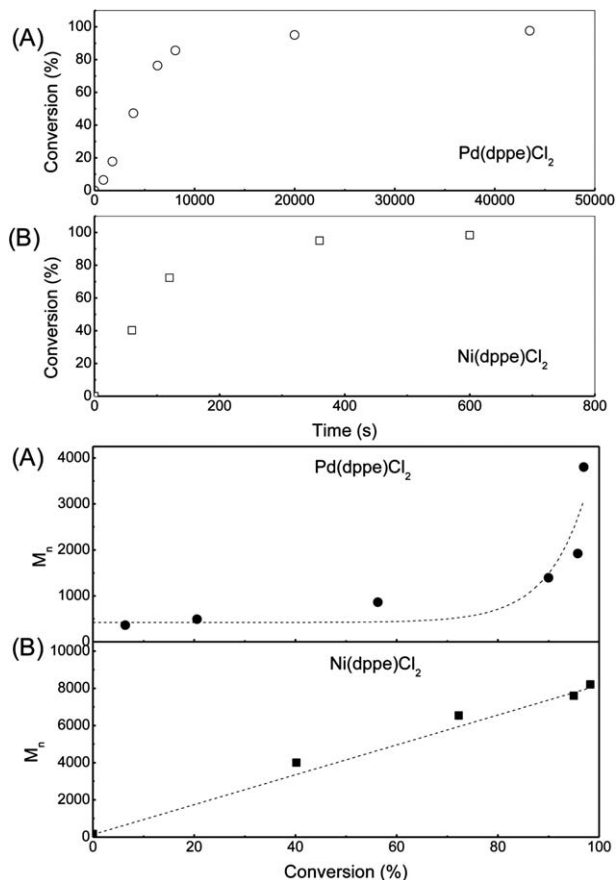 (A)
Conversion (%)
100
80
60
40
20
0
Pd(dppe)Cl2
0 10000 20000 30000 40000 50000
(B)
Conversion (%)
100
80
60
40
20
0
Ni(dppe)Cl2
0 200 400 600 800
Time (s)
(A)
Mn
4000
3000
2000
1000
0
Pd(dppe)Cl2
(B)
Mn
10000
8000
6000
4000
2000
0
Ni(dppe)Cl2
0 20 40 60 80 100
Conversion (%)